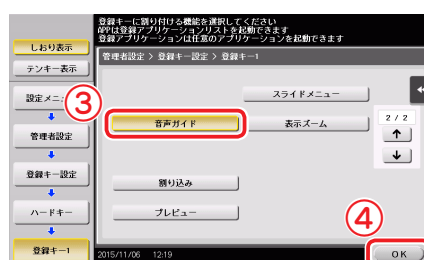 登録キーに割り付ける機能を選択してください
APPは登録アプリケーションリストを起動できます
登録アプリケーションは任意のアプリケーションを起動できます
しおり表示
テンキー表示
管理者設定 > 登録キー設定 > 登録キー1
設定メニュー
③
スライドメニュー
音声ガイド
表示ズーム
2 / 2
↑
↓
管理者設定
登録キー設定
割り込み
ハードキー
プレビュー
④
登録キー1
2015/11/06 12:19
OK